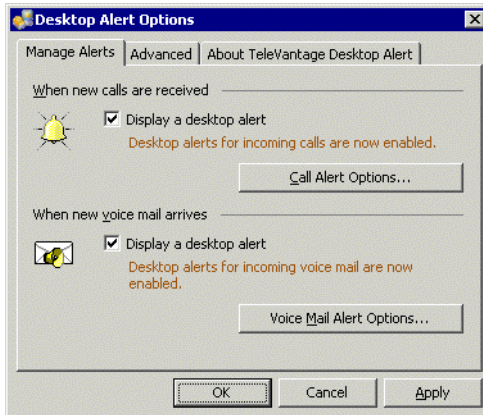 Desktop Alert Options
Manage Alerts
Advanced
About TeleVantage Desktop Alert
When new calls are received
Display a desktop alert
Desktop alerts for incoming calls are now enabled.
Call Alert Options...
When new voice mail arrives
Display a desktop alert
Desktop alerts for incoming voice mail are now
enabled.
Voice Mail Alert Options...
OK
Cancel
Apply